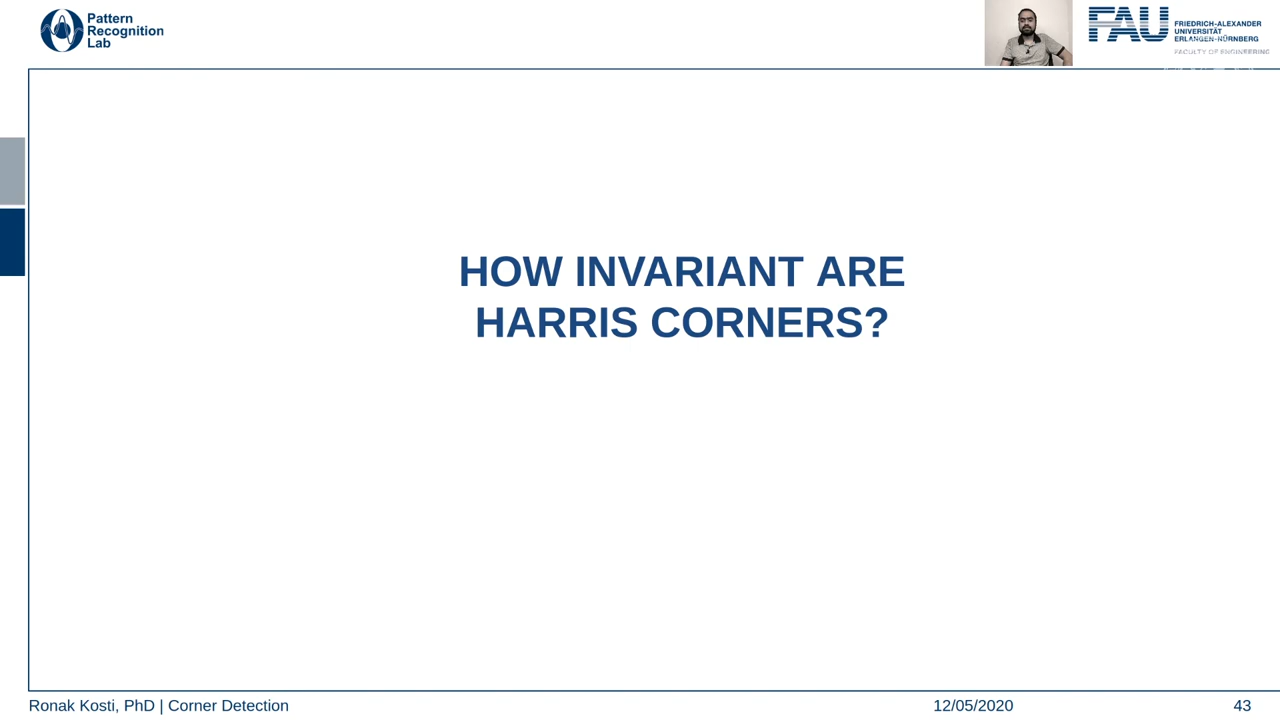 Pattern
Recognition
Lab
FAU
FRIEDRICH-ALEXANDER
UNIVERSITÄT
ERLANGEN-NÜRNBERG
FACULTY OF ENGINEERING
HOW INVARIANT ARE
HARRIS CORNERS?
Ronak Kosti, PhD | Corner Detection
12/05/2020
43